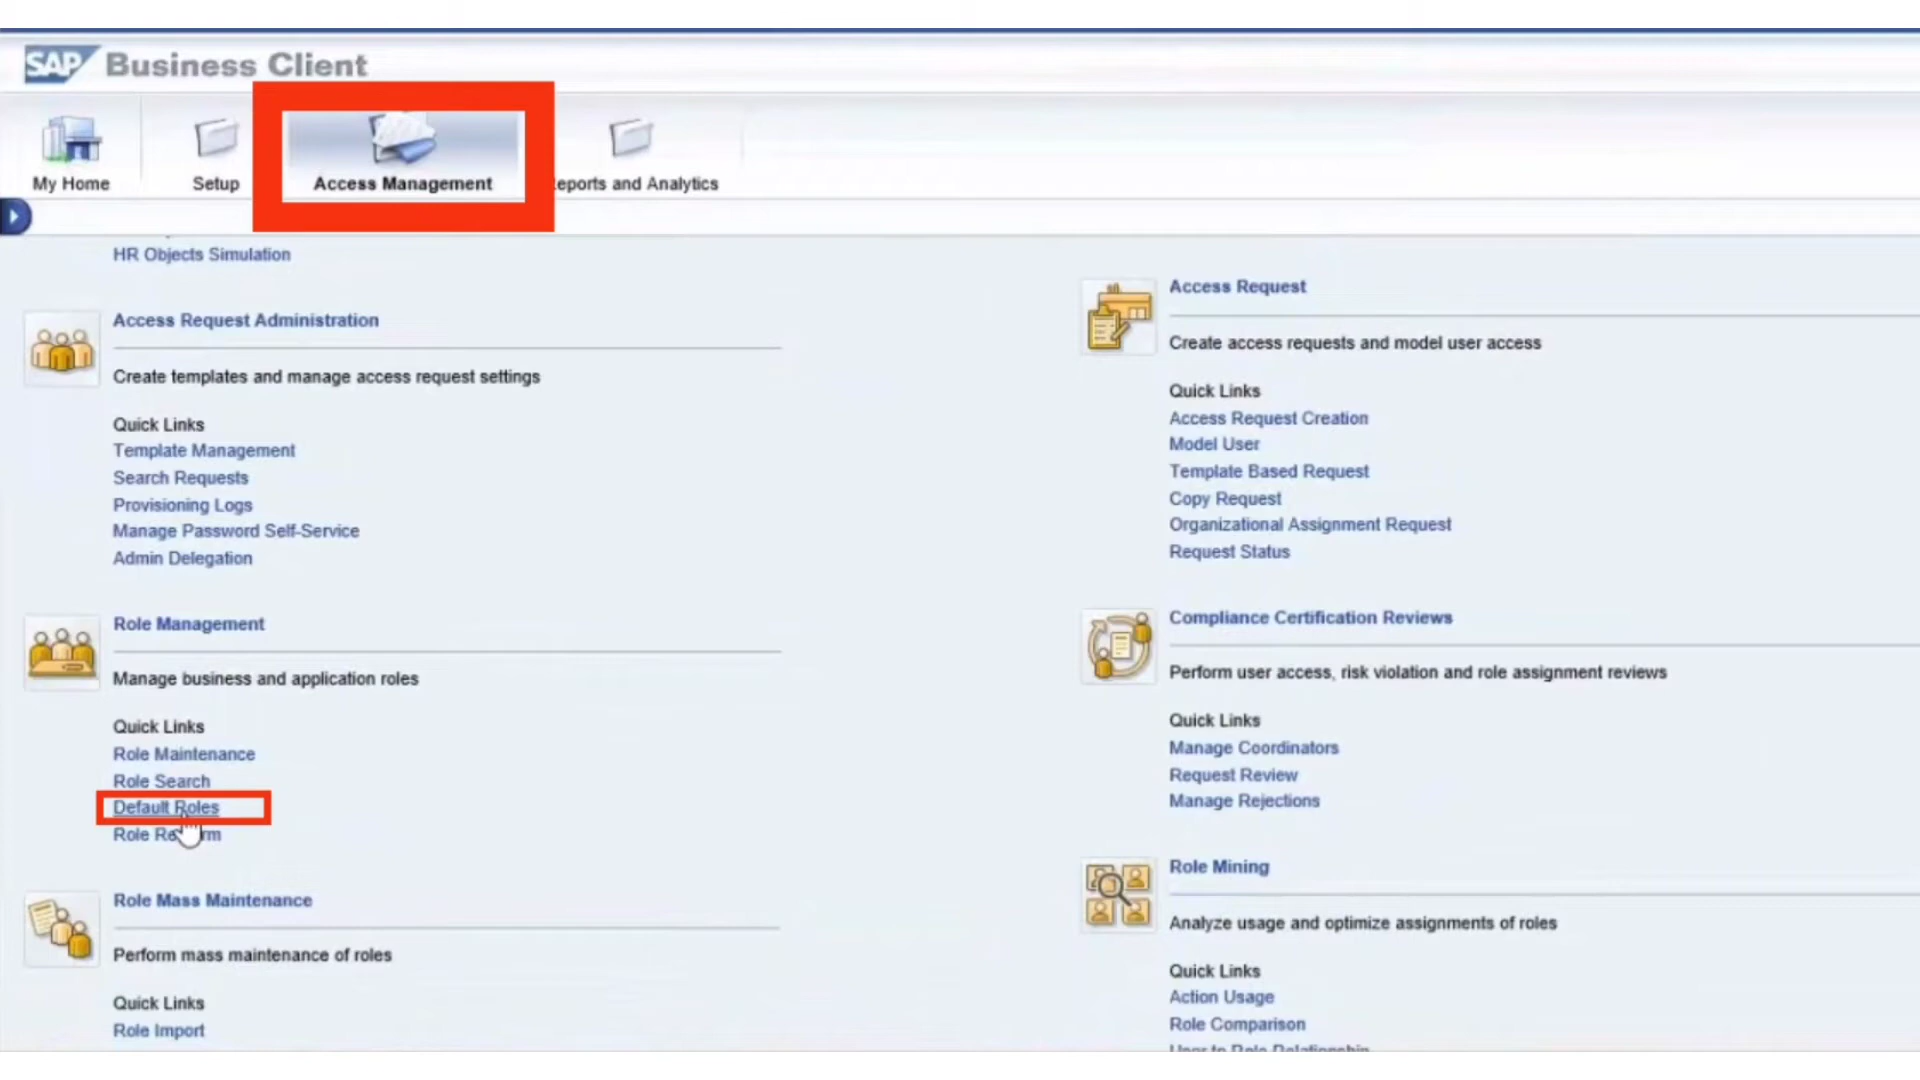 SAP Business Client
My Home
Setup
Access Management
eports and Analytics
HR Objects Simulation
Access Request Administration
Create templates and manage access request settings
Quick Links
Template Management
Search Requests
Provisioning Logs
Manage Password Self-Service
Admin Delegation
Role Management
Manage business and application roles
Quick Links
Role Maintenance
Role Search
Default Roles
Role Re rm
Role Mass Maintenance
Perform mass maintenance of roles
Quick Links
Role Import
Access Request
Create access requests and model user access
Quick Links
Access Request Creation
Model User
Template Based Request
Copy Request
Organizational Assignment Request
Request Status
Compliance Certification Reviews
Perform user access, risk violation and role assignment reviews
Quick Links
Manage Coordinators
Request Review
Manage Rejections
Role Mining
Analyze usage and optimize assignments of roles
Quick Links
Action Usage
Role Comparison
User to Role Relationship